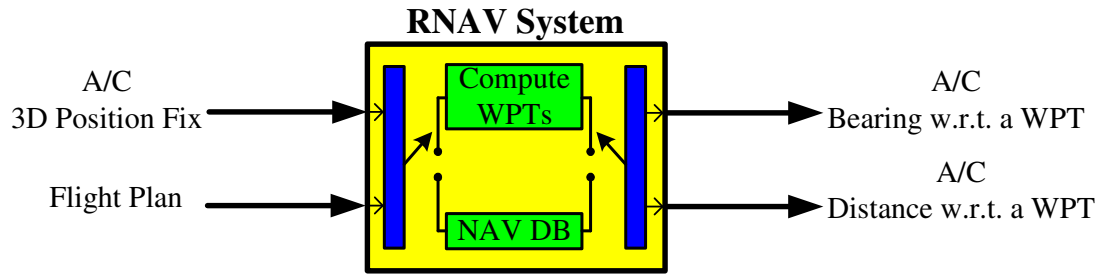 RNAV System
A/C
3D Position Fix
Flight Plan
Compute
WPTs
NAV DB
A/C
Bearing w.r.t. a WPT
A/C
Distance w.r.t. a WPT